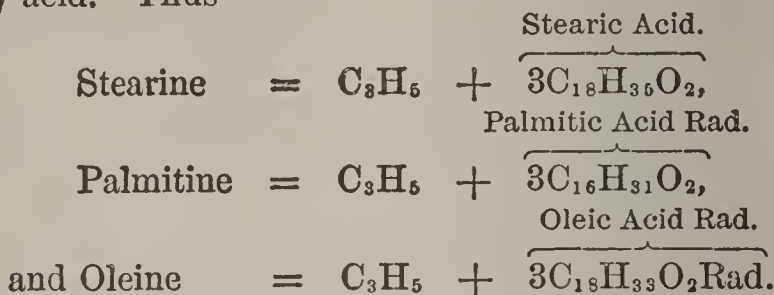 acid. Thus
Stearic Acid.
Stearine = C₃H₅ + 3C₁₈H₃₅O₂,
Palmitic Acid Rad.
Palmitine = C₃H₅ + 3C₁₆H₃₁O₂,
Oleic Acid Rad.
and Oleine = C₃H₅ + 3C₁₈H₃₃O₂Rad.